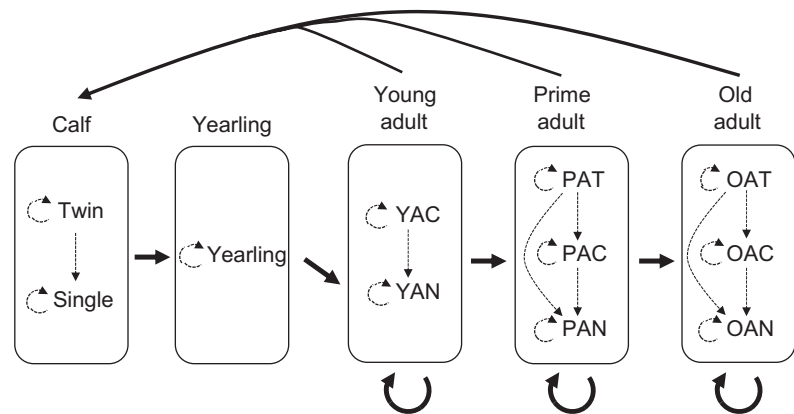 Calf
Yearling
Young
adult
Prime
adult
Old
adult
Twin
Single
Yearling
YAC
YAN
PAT
PAC
PAN
OAT
OAC
OAN